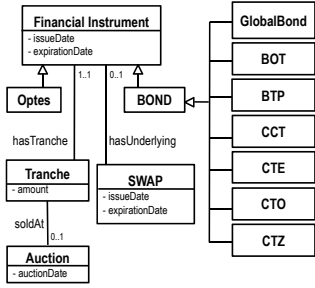 Financial Instrument
- issueDate
- expirationDate
1..1
0..1
Optes
BOND
hasTranche
hasUnderlying
Tranche
- amount
SWAP
- issueDate
- expirationDate
soldAt
0..1
Auction
- auctionDate
GlobalBond
BOT
BTP
CCT
CTE
CTO
CTZ